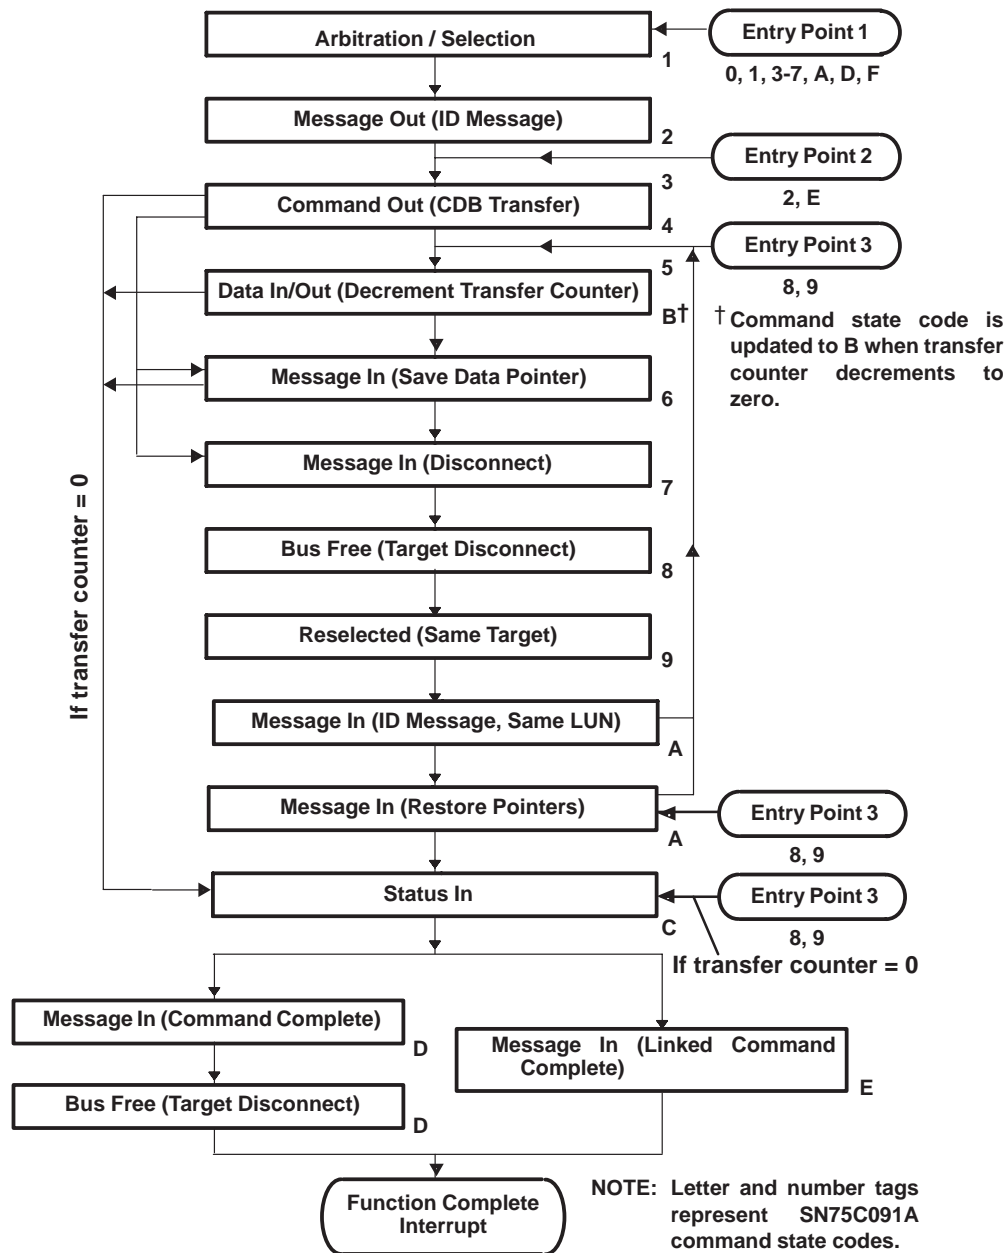 Arbitration / Selection
1
Entry Point 1
0, 1, 3-7, A, D, F
Message Out (ID Message)
2
Entry Point 2
2, E
3
Command Out (CDB Transfer)
4
Entry Point 3
8, 9
5
Data In/Out (Decrement Transfer Counter)
B†
† Command state code is
updated to B when transfer
counter decrements to
zero.
Message In (Save Data Pointer)
6
Message In (Disconnect)
7
If transfer counter = 0
Bus Free (Target Disconnect)
8
Reselected (Same Target)
9
Message In (ID Message, Same LUN)
A
Message In (Restore Pointers)
A
Entry Point 3
8, 9
Status In
C
Entry Point 3
8, 9
If transfer counter = 0
Message In (Command Complete)
D
Message In (Linked Command
Complete)
E
Bus Free (Target Disconnect)
D
Function Complete
Interrupt
NOTE: Letter and number tags
represent SN75C091A
command state codes.